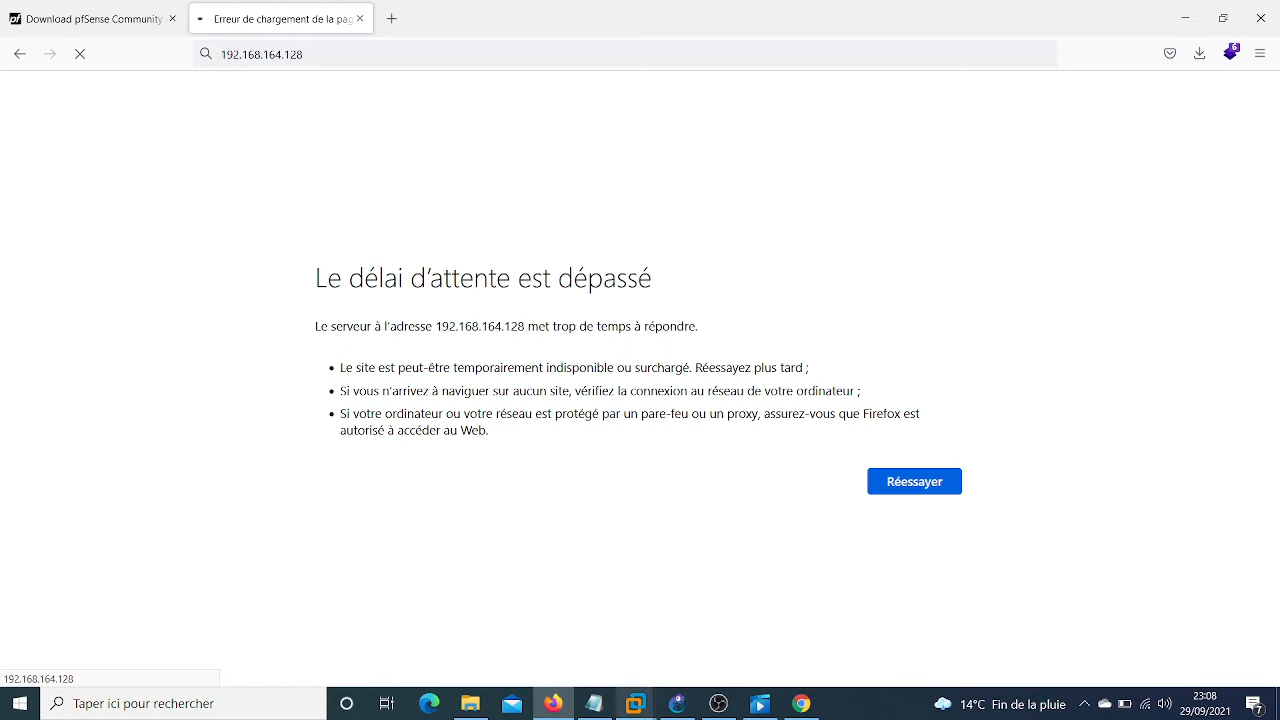 Download pfSense Community
Erreur de chargement de la pag
192.168.164.128
6
Le délai d’attente est dépassé
Le serveur à l’adresse 192.168.164.128 met trop de temps à répondre.
Le site est peut-être temporairement indisponible ou surchargé. Réessayez plus tard ;
Si vous n’arrivez à naviguer sur aucun site, vérifiez la connexion au réseau de votre ordinateur ;
Si votre ordinateur ou votre réseau est protégé par un pare-feu ou un proxy, assurez-vous que Firefox est
autorisé à accéder au Web.
Réessayer
192.168.164.128
Taper ici pour rechercher
14°C Fin de la pluie
23:08
29/09/2021
7